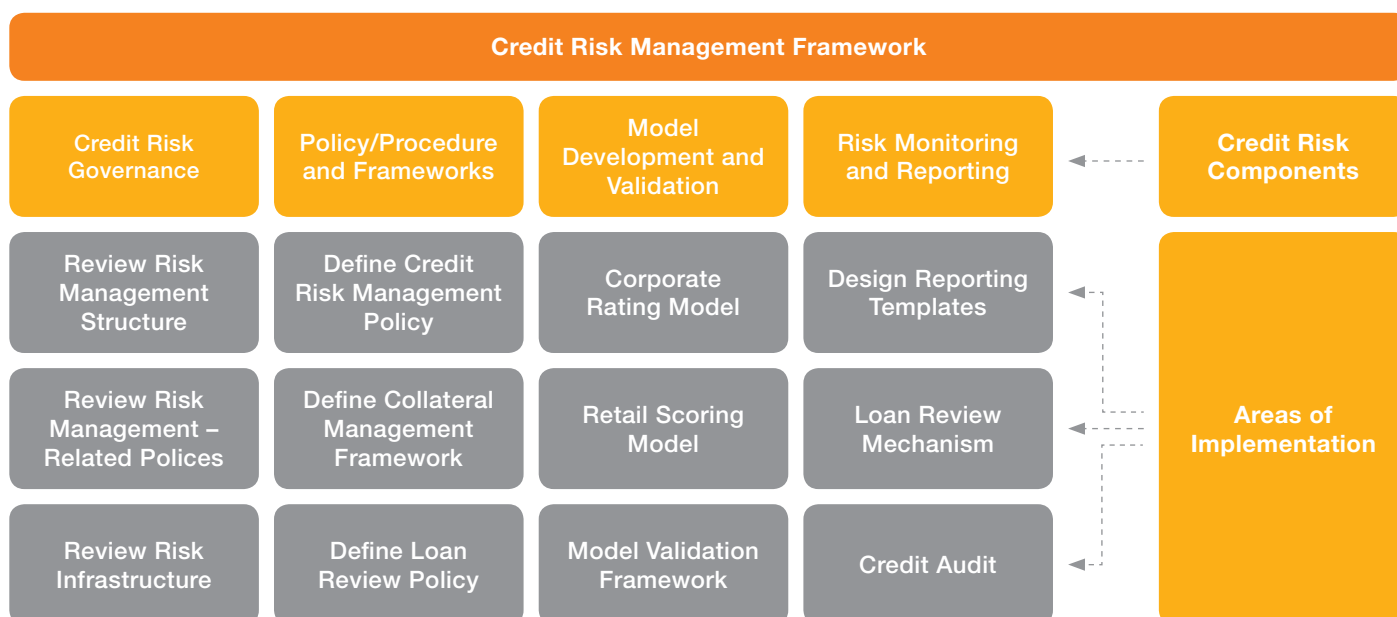 Credit Risk Management Framework
Credit Risk
Governance
Policy/Procedure
and Frameworks
Model
Development and
Validation
Risk Monitoring
and Reporting
Credit Risk
Components
Review Risk
Management
Structure
Define Credit
Risk Management
Policy
Corporate
Rating Model
Design Reporting
Templates
Review Risk
Management –
Related Polices
Define Collateral
Management
Framework
Retail Scoring
Model
Loan Review
Mechanism
Areas of
Implementation
Review Risk
Infrastructure
Define Loan
Review Policy
Model Validation
Framework
Credit Audit